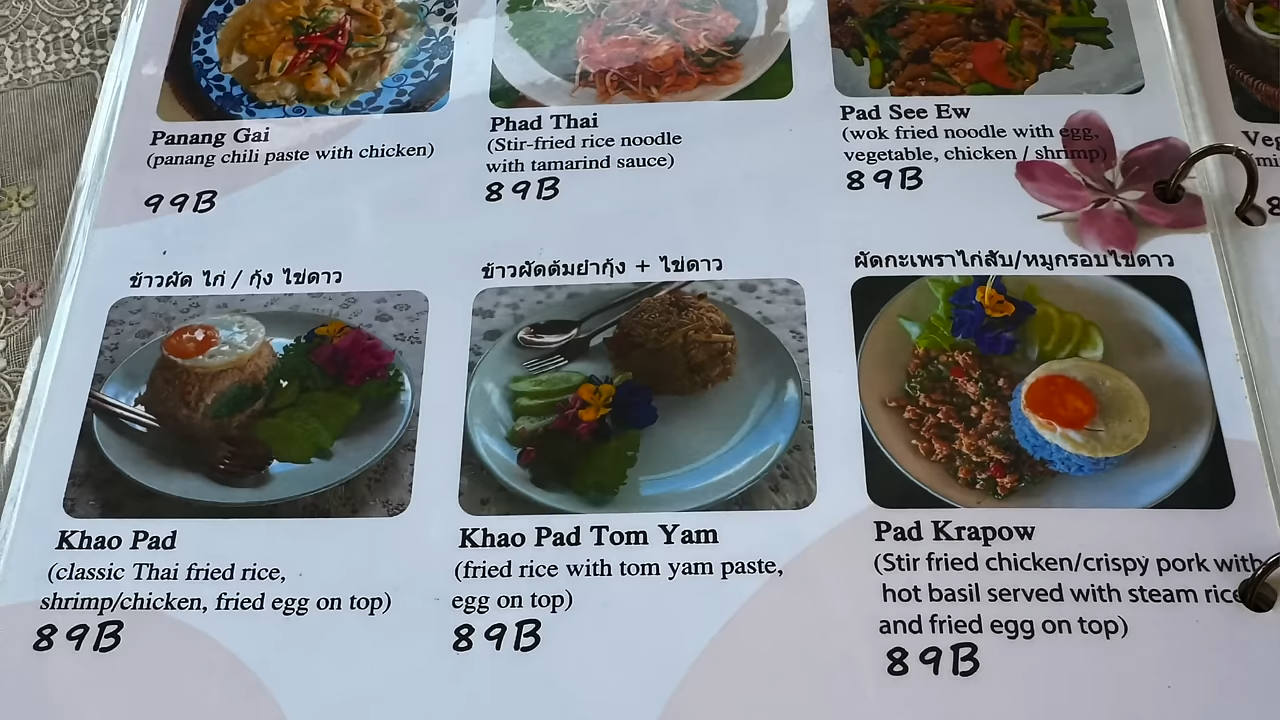 Panang Gai
(panang chili paste with chicken)
99B
Phad Thai
(Stir-fried rice noodle
with tamarind sauce)
89B
Pad See Ew
(wok fried noodle with egg,
vegetable, chicken / shrimp)
89B
ข้าวผัด ไก่ / กุ้ง ไข่ดาว
Khao Pad
(classic Thai fried rice,
shrimp/chicken, fried egg on top)
89B
ข้าวผัดต้มยำกุ้ง + ไข่ดาว
Khao Pad Tom Yam
(fried rice with tom yam paste,
egg on top)
89B
ผัดกะเพราไก่สับ/หมูกรอบไข่ดาว
Pad Krapow
(Stir fried chicken/crispy pork with
hot basil served with steam rice
and fried egg on top)
89B